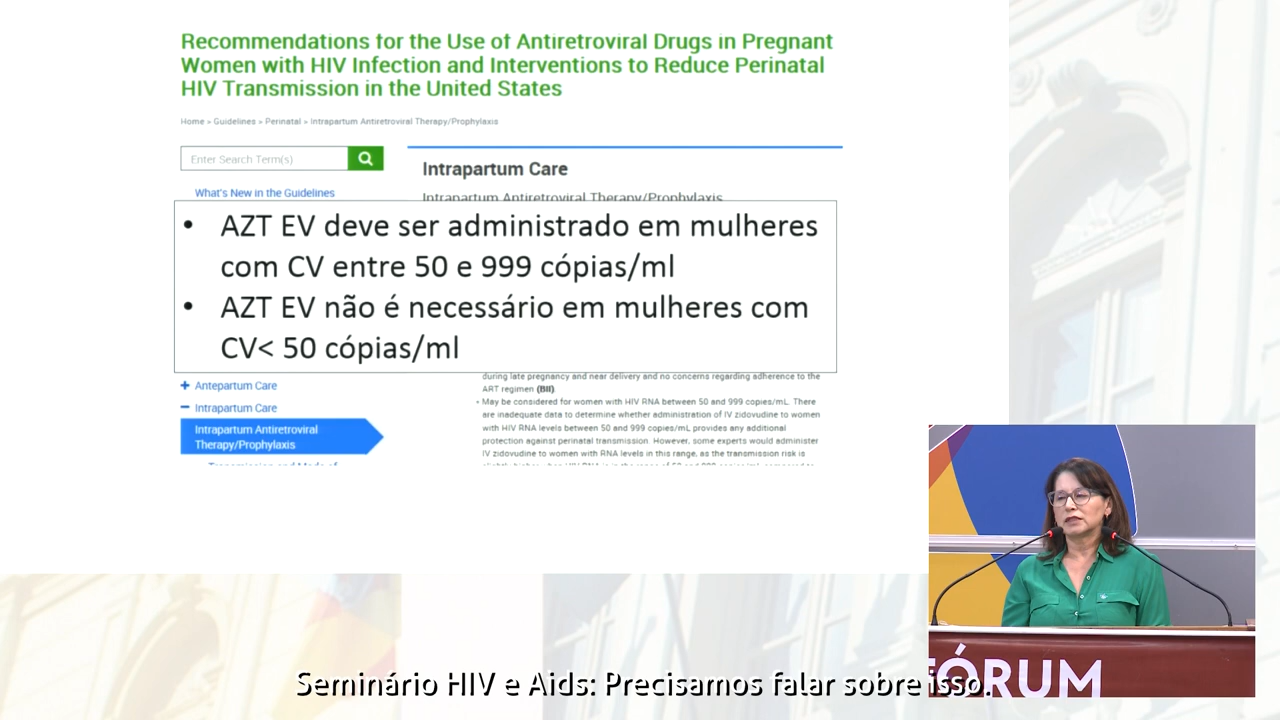 Recommendations for the Use of Antiretroviral Drugs in Pregnant
Women with HIV Infection and Interventions to Reduce Perinatal
HIV Transmission in the United States
Home > Guidelines > Perinatal > Intrapartum Antiretroviral Therapy/Prophylaxis
Enter Search Term(s)
What's New in the Guidelines
Intrapartum Care
Intrapartum Antiretroviral Therapy/Prophylaxis
• AZT EV deve ser administrado em mulheres
com CV entre 50 e 999 cópias/ml
• AZT EV não é necessário em mulheres com
CV< 50 cópias/ml
+ Antepartum Care
− Intrapartum Care
Intrapartum Antiretroviral
Therapy/Prophylaxis
during late pregnancy and near delivery and no concerns regarding adherence to the
ART regimen (BII).
• May be considered for women with HIV RNA between 50 and 999 copies/mL. There
are inadequate data to determine whether administration of IV zidovudine to women
with HIV RNA levels between 50 and 999 copies/mL provides any additional
protection against perinatal transmission. However, some experts would administer
IV zidovudine to women with RNA levels in this range, as the transmission risk is
FÓRUM
Seminário HIV e Aids: Precisamos falar sobre isso.